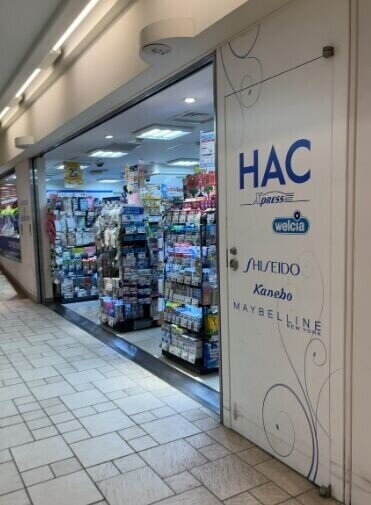 HAC
XPRESS
welcia
SHISEIDO
Kanebo
MAYBELLINE
NEW YORK